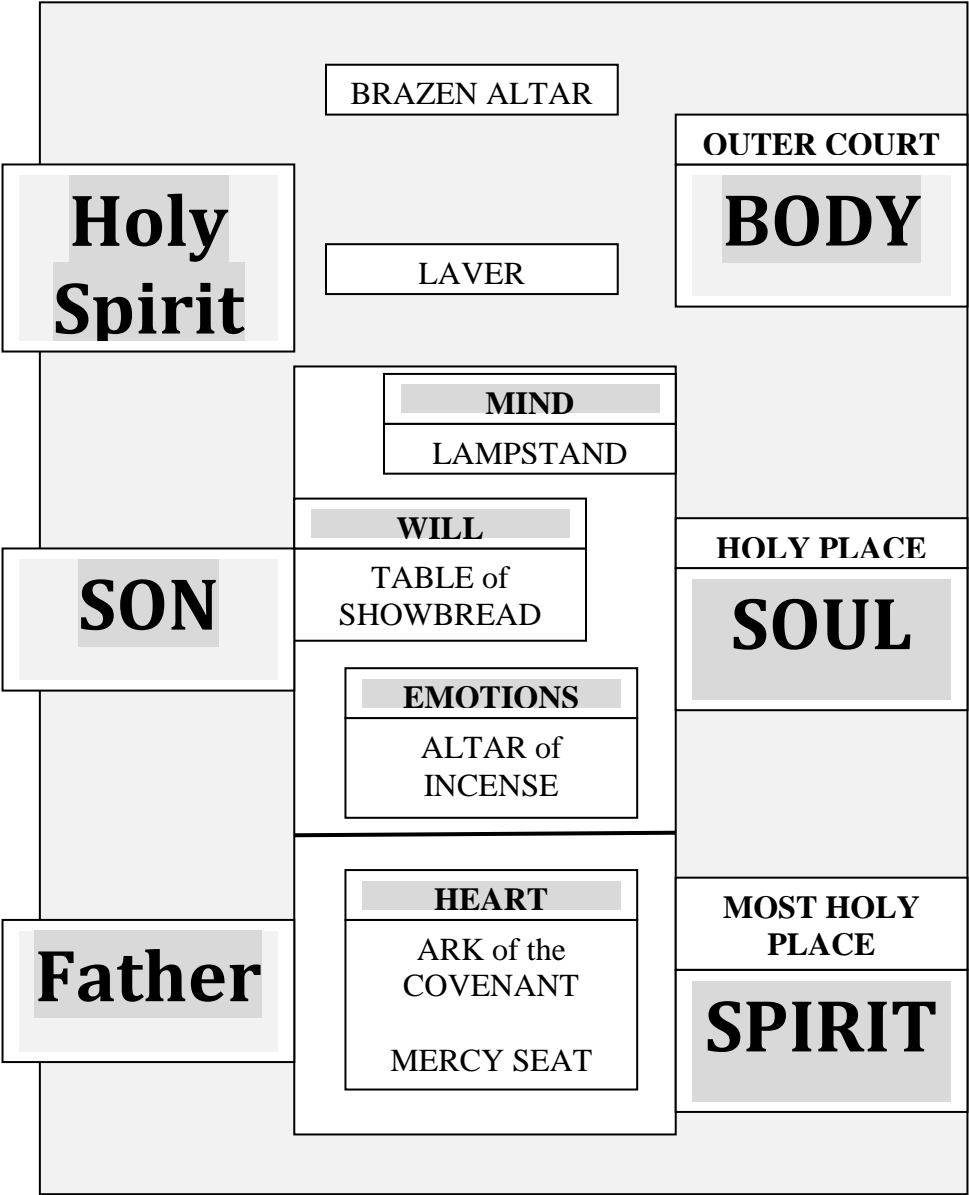 BRAZEN ALTAR
OUTER COURT
Holy
Spirit
BODY
LAVER
MIND
LAMPSTAND
WILL
TABLE of
SHOWBREAD
HOLY PLACE
SON
SOUL
EMOTIONS
ALTAR of
INCENSE
HEART
ARK of the
COVENANT
MERCY SEAT
MOST HOLY
PLACE
Father
SPIRIT